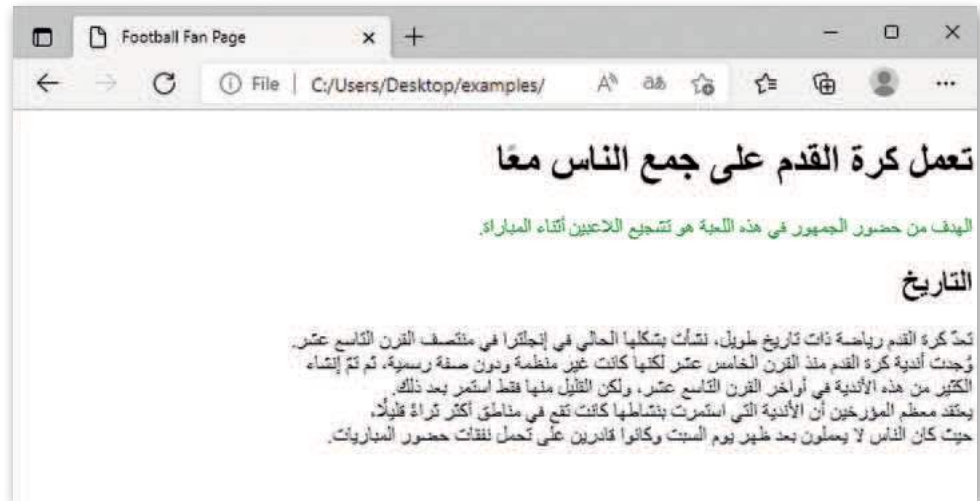 Football Fan Page
File | C:/Users/Desktop/examples/
تعمل كرة القدم على جمع الناس معًا
الهدف من حضور الجمهور في هذه اللعبة هو تشجيع اللاعبين أثناء المباراة.
التاريخ
تعدّ كرة القدم رياضة ذات تاريخ طويل، نشأت بشكلها الحالي في إنجلترا في منتصف القرن التاسع عشر.
وُجدت أندية كرة القدم منذ القرن الخامس عشر لكنها كانت غير منظمة ودون صفة رسمية، ثم تمّ إنشاء
الكثير من هذه الأندية في أواخر القرن التاسع عشر، ولكن القليل منها فقط استمر بعد ذلك.
يعتقد معظم المؤرخين أن الأندية التي استمرت بنشاطها كانت تقع في مناطق أكثر ثراءً قليلًا،
حيث كان الناس لا يعملون بعد ظهر يوم السبت وكانوا قادرين على تحمل نفقات حضور المباريات.